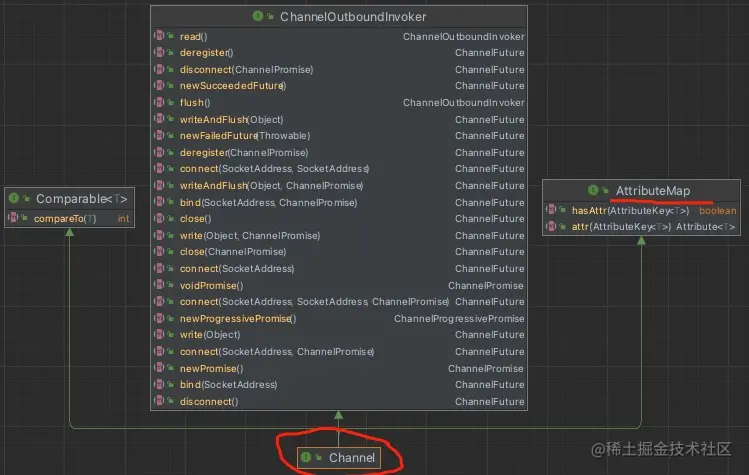 ChannelOutboundInvoker
read() ChannelOutboundInvoker
deregister() ChannelFuture
disconnect(ChannelPromise) ChannelFuture
newSucceededFuture() ChannelFuture
flush() ChannelOutboundInvoker
writeAndFlush(Object) ChannelFuture
newFailedFuture(Throwable) ChannelFuture
deregister(ChannelPromise) ChannelFuture
connect(SocketAddress, SocketAddress) ChannelFuture
writeAndFlush(Object, ChannelPromise) ChannelFuture
bind(SocketAddress, ChannelPromise) ChannelFuture
close() ChannelFuture
write(Object, ChannelPromise) ChannelFuture
close(ChannelPromise) ChannelFuture
connect(SocketAddress) ChannelFuture
voidPromise() ChannelPromise
connect(SocketAddress, SocketAddress, ChannelPromise) ChannelFuture
newProgressivePromise() ChannelProgressivePromise
write(Object) ChannelFuture
connect(SocketAddress, ChannelPromise) ChannelFuture
newPromise() ChannelPromise
bind(SocketAddress) ChannelFuture
disconnect() ChannelFuture
Comparable<T>
compareTo(T) int
AttributeMap
hasAttr(AttributeKey<T>) boolean
attr(AttributeKey<T>) Attribute<T>
Channel
@稀土掘金技术社区